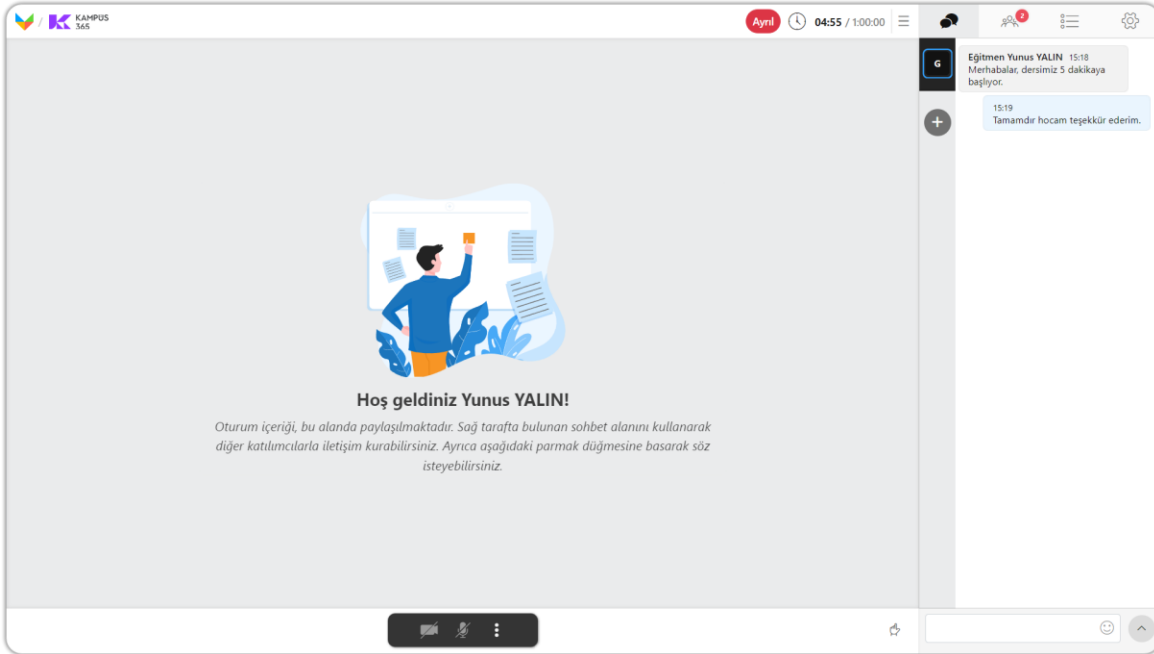 KAMPÜS
365
Ayrıl
04:55 / 1:00:00
2
G
Eğitmen Yunus YALIN 15:18
Merhabalar, dersimiz 5 dakikaya
başlıyor.
15:19
Tamamdır hocam teşekkür ederim.
Hoş geldiniz Yunus YALIN!
Oturum içeriği, bu alanda paylaşılmaktadır. Sağ tarafta bulunan sohbet alanını kullanarak
diğer katılımcılarla iletişim kurabilirsiniz. Ayrıca aşağıdaki parmak düğmesine basarak söz
isteyebilirsiniz.